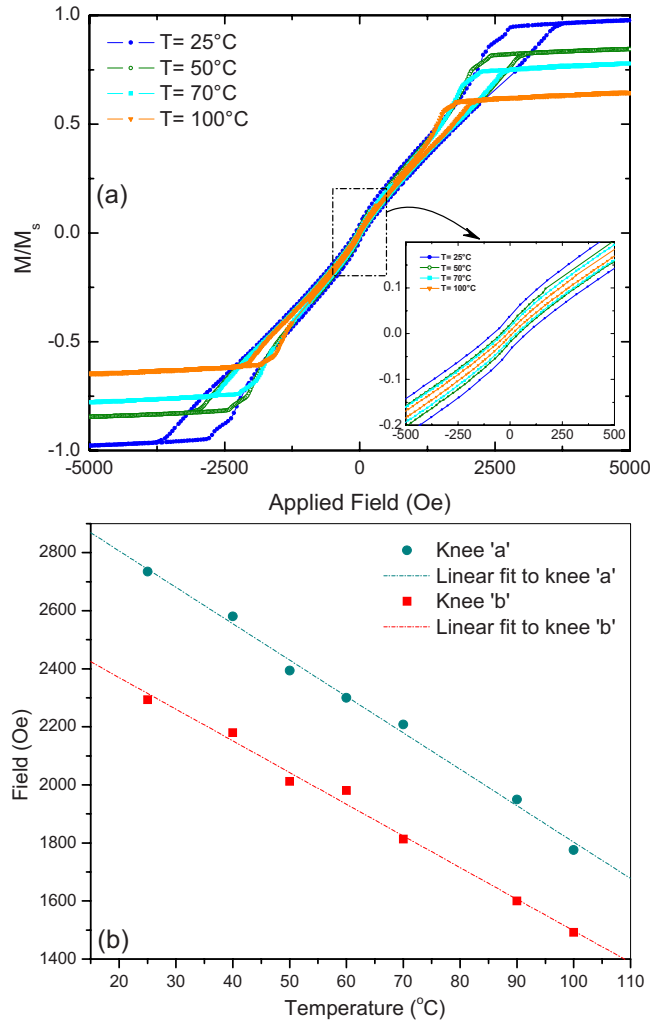 1.0
0.5
0.0
-0.5
-1.0
M/M_s
-5000 -2500 0 2500 5000
Applied Field (Oe)
T= 25°C
T= 50°C
T= 70°C
T= 100°C
(a)
T= 25°C
T= 50°C
T= 70°C
T= 100°C
0.1
0.0
-0.1
-0.2
-500 -250 0 250 500
2800
2600
2400
2200
2000
1800
1600
1400
Field (Oe)
Knee 'a'
Linear fit to knee 'a'
Knee 'b'
Linear fit to knee 'b'
(b)
20 30 40 50 60 70 80 90 100 110
Temperature (°C)